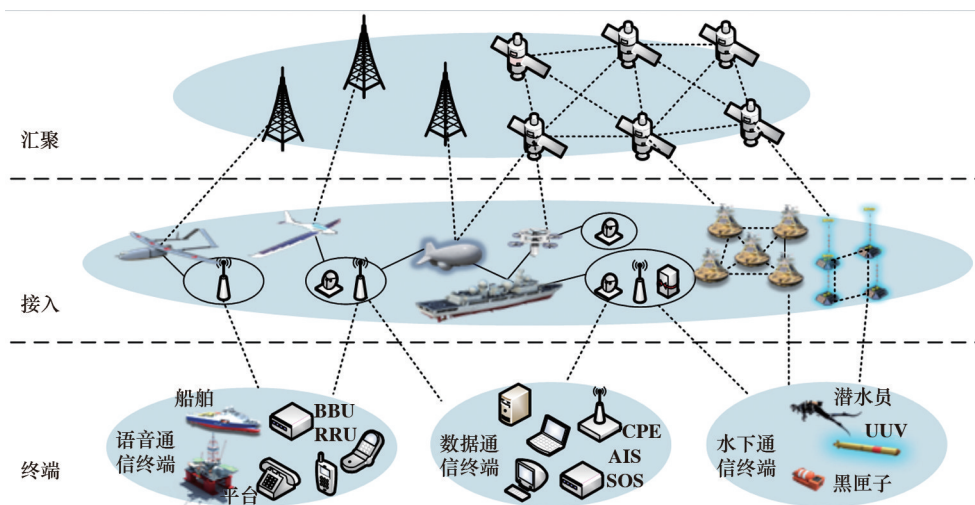 汇聚
接入
终端
船舶
语音通
信终端
平台
BBU
RRU
数据通
信终端
CPE
AIS
SOS
水下通
信终端
潜水员
UUV
黑匣子